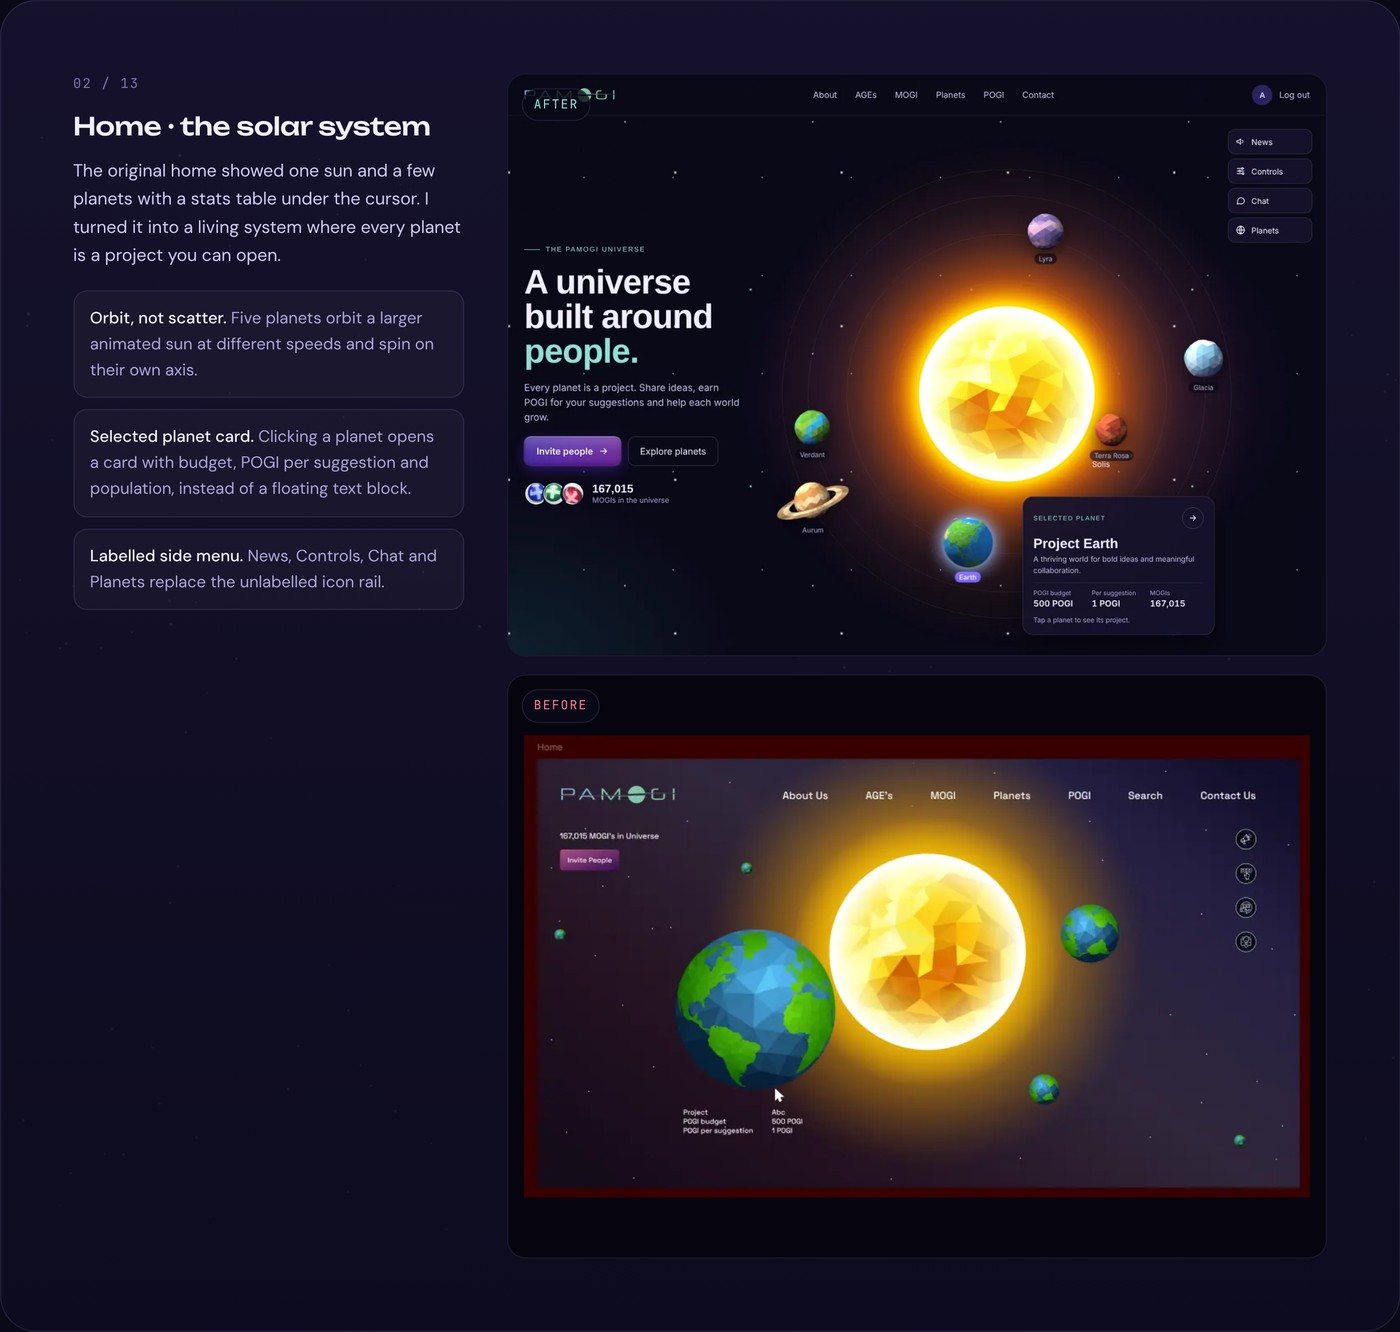 02 / 13
Home · the solar system
The original home showed one sun and a few
planets with a stats table under the cursor. I
turned it into a living system where every planet
is a project you can open.
Orbit, not scatter. Five planets orbit a larger
animated sun at different speeds and spin on
their own axis.
Selected planet card. Clicking a planet opens
a card with budget, POGI per suggestion and
population, instead of a floating text block.
Labelled side menu. News, Controls, Chat and
Planets replace the unlabelled icon rail.
PAMOGI
AFTER
About AGEs MOGI Planets POGI Contact
A Log out
News
Controls
Chat
Planets
THE PAMOGI UNIVERSE
A universe
built around
people.
Every planet is a project. Share ideas, earn
POGI for your suggestions and help each world
grow.
Invite people → Explore planets
167,015
MOGIs in the universe
Lyra
Glacia
Verdant
Terra Rosa
Solis
Aurum
Earth
SELECTED PLANET
→
Project Earth
A thriving world for bold ideas and meaningful
collaboration.
POGI budget Per suggestion MOGIs
500 POGI 1 POGI 167,015
Tap a planet to see its project.
BEFORE
Home
PAMOGI
About Us AGE's MOGI Planets POGI Search Contact Us
167,015 MOGI's in Universe
Invite People
Project Abc
POGI budget 500 POGI
POGI per suggestion 1 POGI